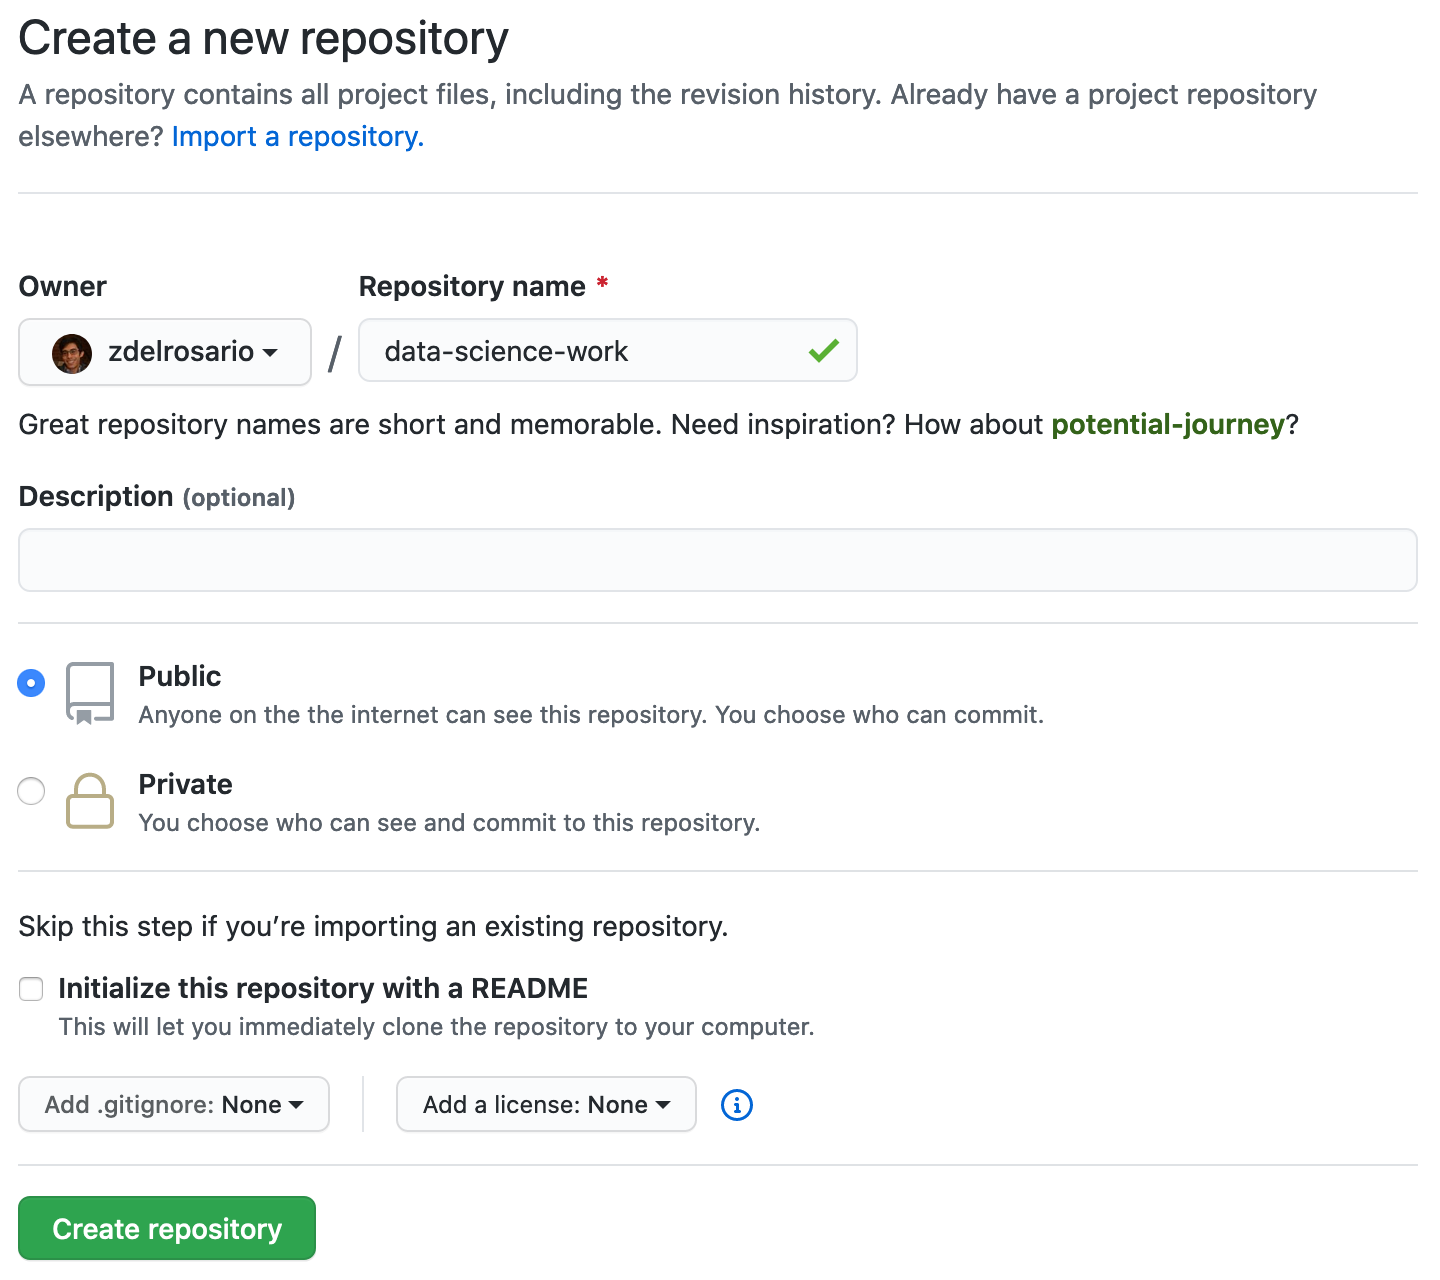 Create a new repository
A repository contains all project files, including the revision history. Already have a project repository
elsewhere? Import a repository.
Owner
Repository name *
zdelrosario
/
data-science-work
Great repository names are short and memorable. Need inspiration? How about potential-journey?
Description (optional)
Public
Anyone on the the internet can see this repository. You choose who can commit.
Private
You choose who can see and commit to this repository.
Skip this step if you’re importing an existing repository.
Initialize this repository with a README
This will let you immediately clone the repository to your computer.
Add .gitignore: None
Add a license: None
Create repository